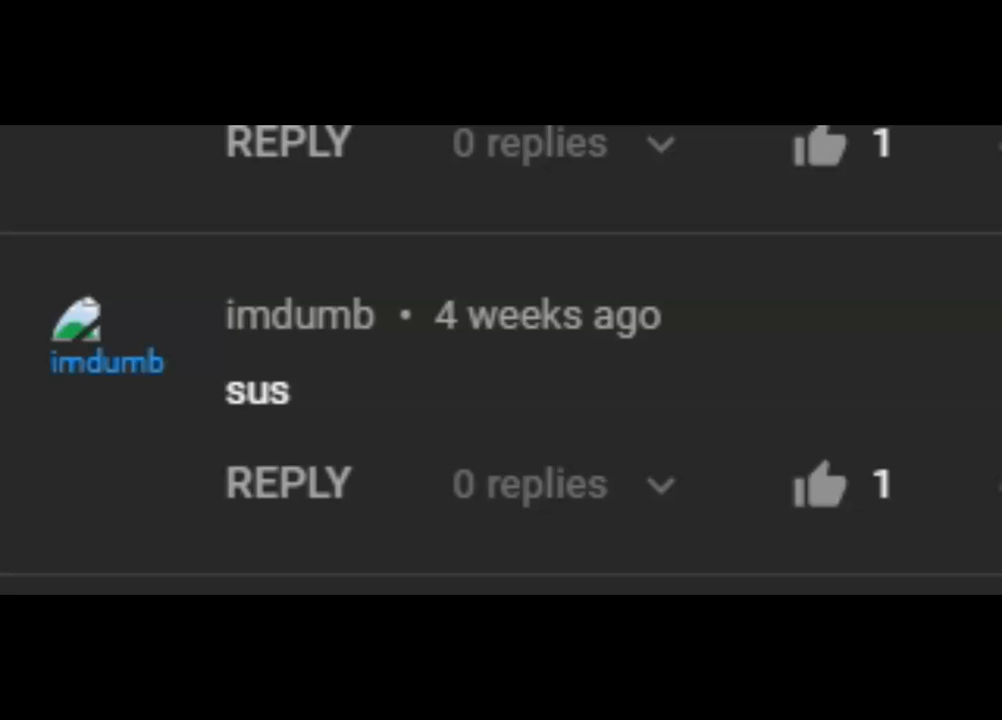 REPLY 0 replies 1
imdumb • 4 weeks ago
imdumb
sus
REPLY 0 replies 1